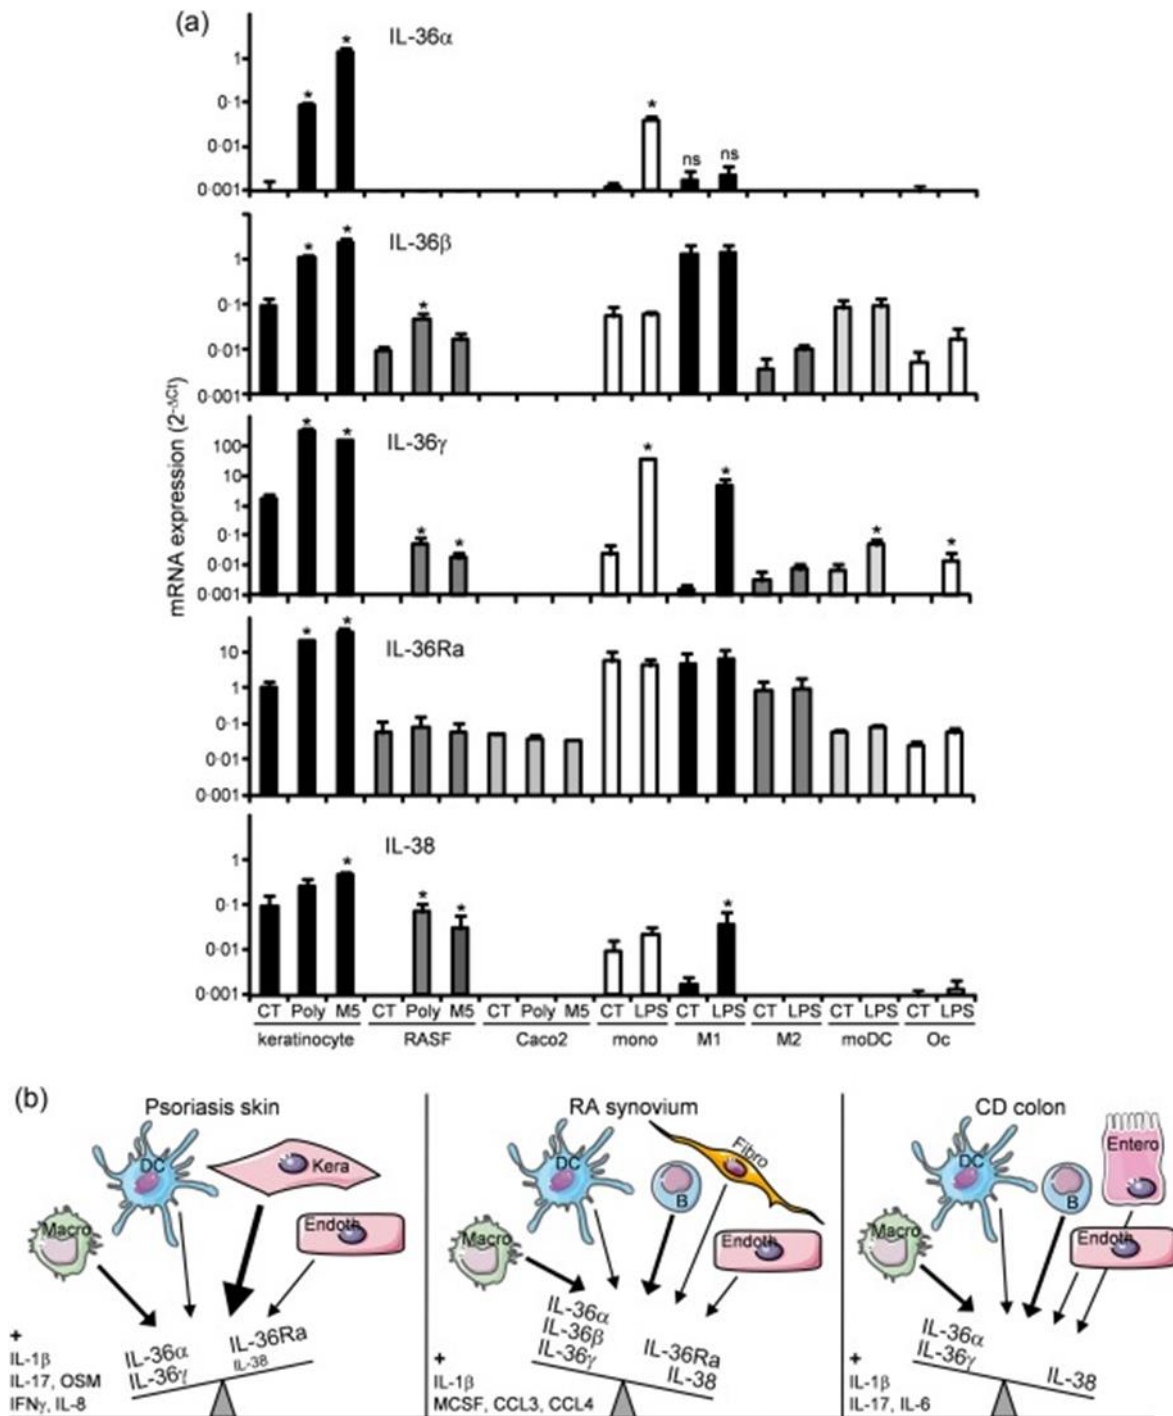 (a)
IL-36α
*
*
*
ns
ns
1
0·1
0·01
0·001
IL-36β
*
*
*
1
0·1
0·01
0·001
mRNA expression (2-ΔCt)
IL-36γ
*
*
*
*
*
*
*
*
100
10
1
0·1
0·01
0·001
IL-36Ra
*
*
10
1
0·1
0·01
0·001
IL-38
*
*
*
*
1
0·1
0·01
0·001
CT Poly M5 CT Poly M5 CT Poly M5 CT LPS CT LPS CT LPS CT LPS CT LPS
keratinocyte RASF Caco2 mono M1 M2 moDC Oc
(b)
Psoriasis skin
DC
Kera
Macro
Endoth.
IL-36α
IL-36γ
IL-36Ra
IL-38
+
IL-1β
IL-17, OSM
IFNγ, IL-8
RA synovium
DC
B
Fibro
Macro
Endoth.
IL-36α
IL-36β
IL-36γ
IL-36Ra
IL-38
+
IL-1β
MCSF, CCL3, CCL4
CD colon
DC
B
Entero
Macro
Endoth.
IL-36α
IL-36γ
IL-38
+
IL-1β
IL-17, IL-6